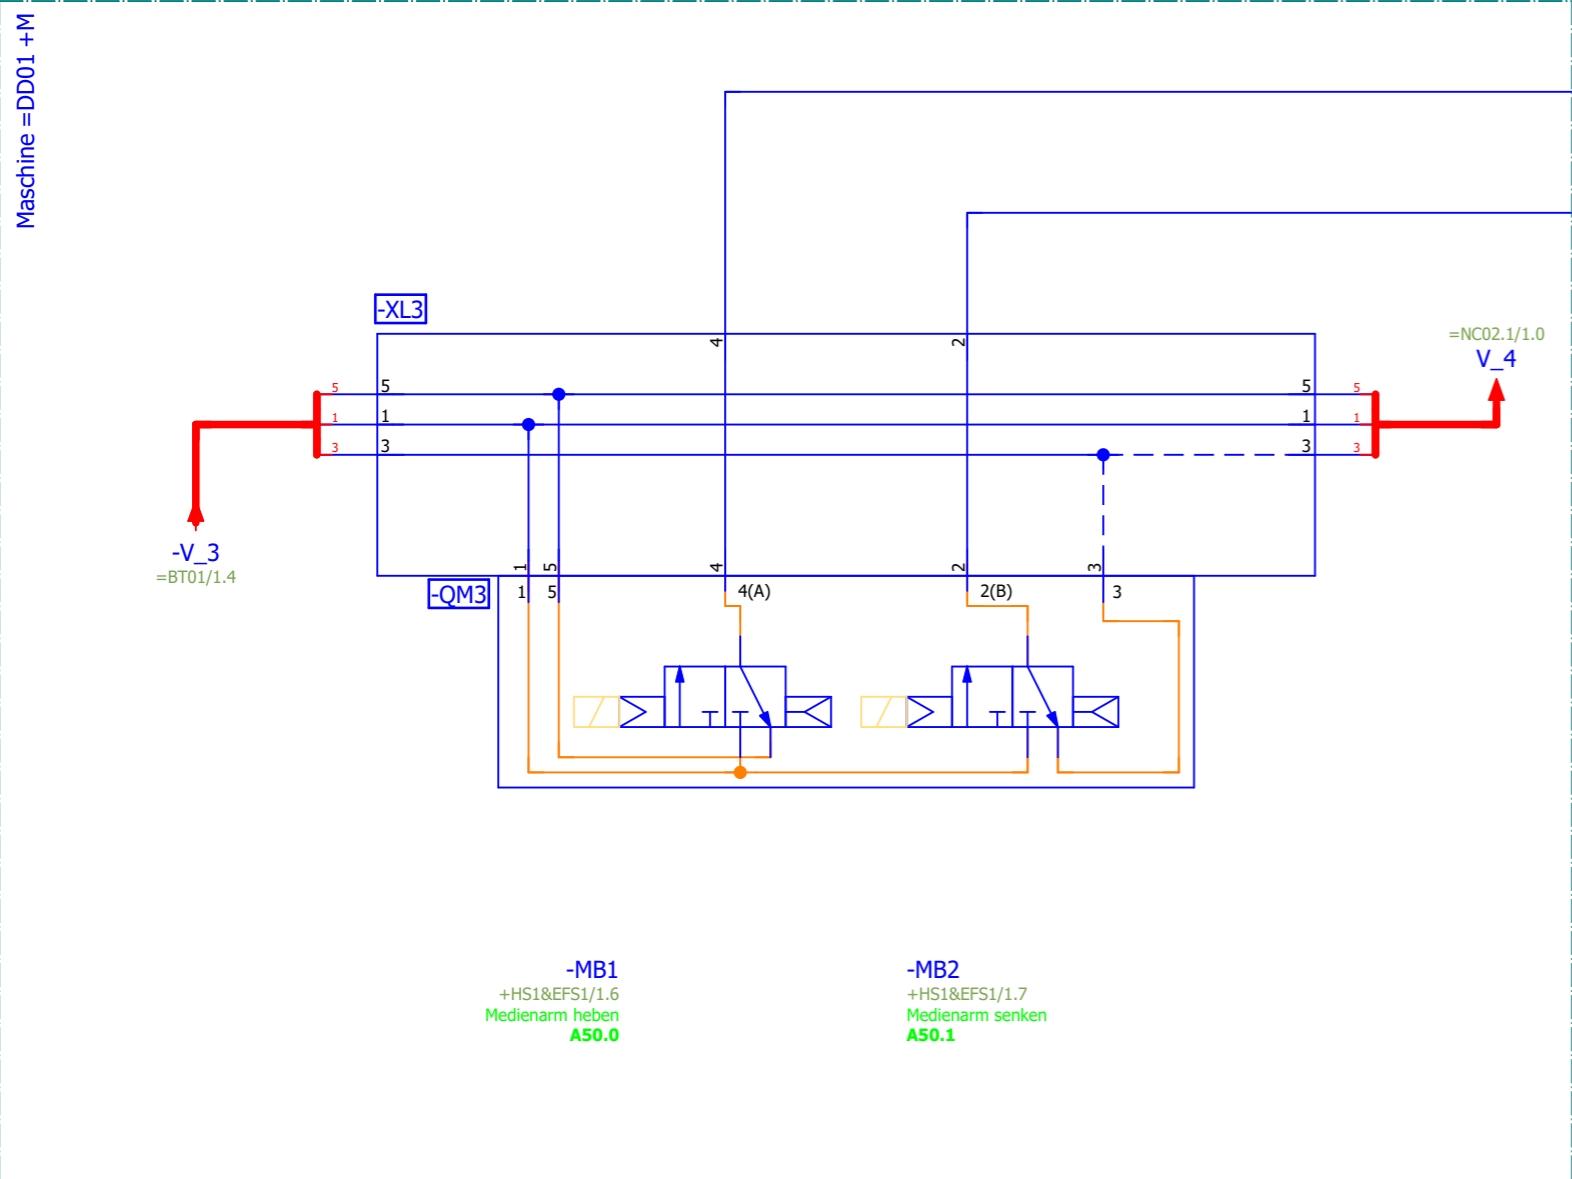 Maschine =DD01 +M
-XL3
4
2
=NC02.1/1.0
V_4
5
5
5
5
1
1
1
1
3
3
3
3
-V_3
=BT01/1.4
1
5
4
2
3
-QM3
1
5
4(A)
2(B)
3
-MB1
+HS1&EFS1/1.6
Medienarm heben
A50.0
-MB2
+HS1&EFS1/1.7
Medienarm senken
A50.1